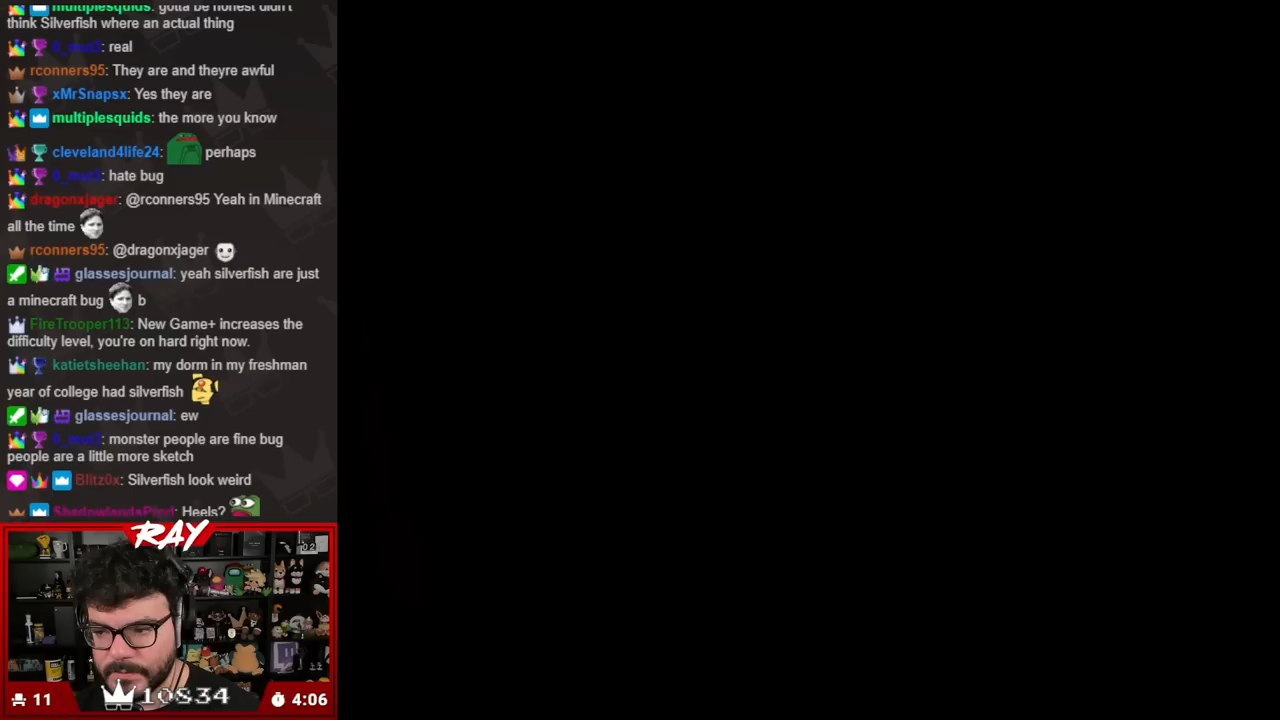 multiplesquids: gotta be honest didn't
think Silverfish where an actual thing
0_mut3: real
rconners95: They are and theyre awful
xMrSnapsx: Yes they are
multiplesquids: the more you know
cleveland4life24: perhaps
0_mut3: hate bug
dragonxjager: @rconners95 Yeah in Minecraft
all the time
rconners95: @dragonxjager
glassesjournal: yeah silverfish are just
a minecraft bug b
FireTrooper113: New Game+ increases the
difficulty level, you're on hard right now.
katietsheehan: my dorm in my freshman
year of college had silverfish
glassesjournal: ew
0_mut3: monster people are fine bug
people are a little more sketch
Blitz0x: Silverfish look weird
ShadowlandsProd: Heels?
RAY
11
10834
4:06